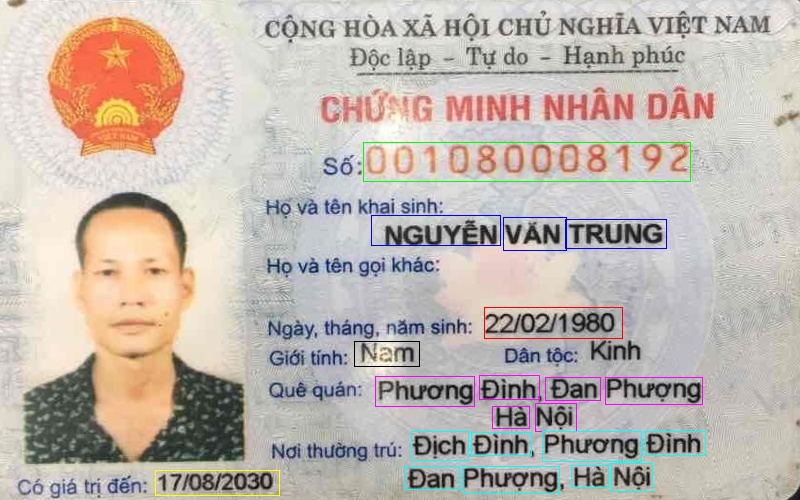 CỘNG HÒA XÃ HỘI CHỦ NGHĨA VIỆT NAM
Độc lập - Tự do - Hạnh phúc
CHỨNG MINH NHÂN DÂN
Số: 001080008192
Họ và tên khai sinh:
NGUYỄN VĂN TRUNG
Họ và tên gọi khác:
Ngày, tháng, năm sinh: 22/02/1980
Giới tính: Nam Dân tộc: Kinh
Quê quán: Phương Đình, Đan Phượng
Hà Nội
Nơi thường trú: Địch Đình, Phương Đình
Đan Phượng, Hà Nội
Có giá trị đến: 17/08/2030